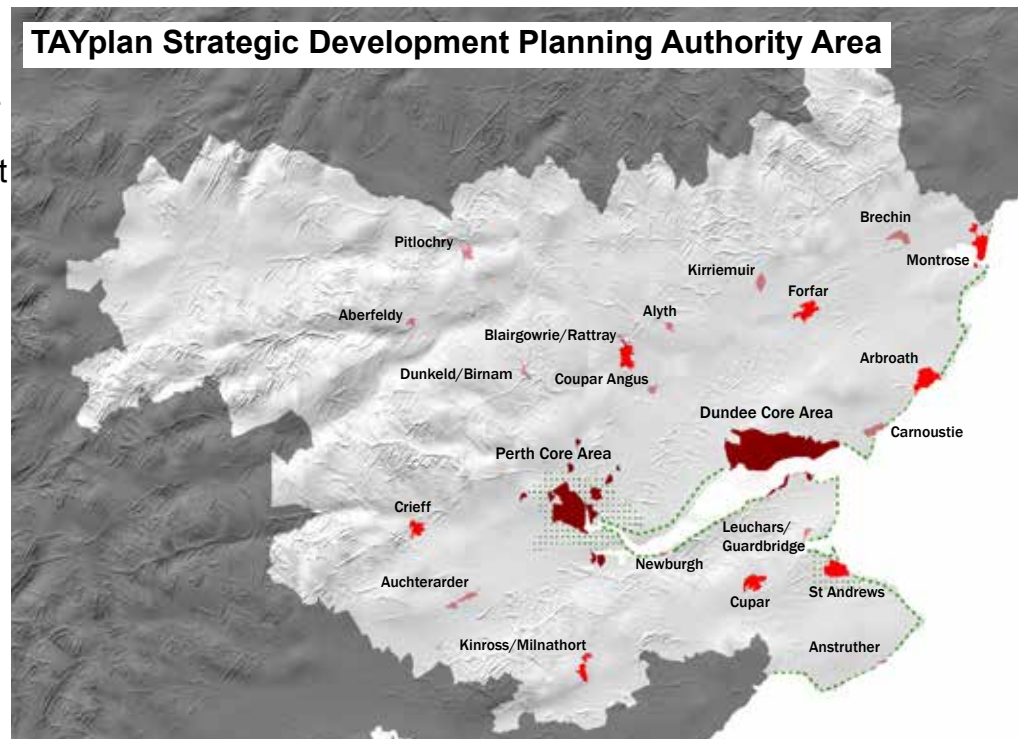 TAYplan Strategic Development Planning Authority Area
t
Brechin
Pitlochry
Montrose
Kirriemuir
Forfar
Aberfeldy
Alyth
Blairgowrie/Rattray
Arbroath
Dunkeld/Birnam
Coupar Angus
Dundee Core Area
Carnoustie
Perth Core Area
Crieff
Leuchars/
Guardbridge
Newburgh
Auchterarder
St Andrews
Cupar
Kinross/Milnathort
Anstruther